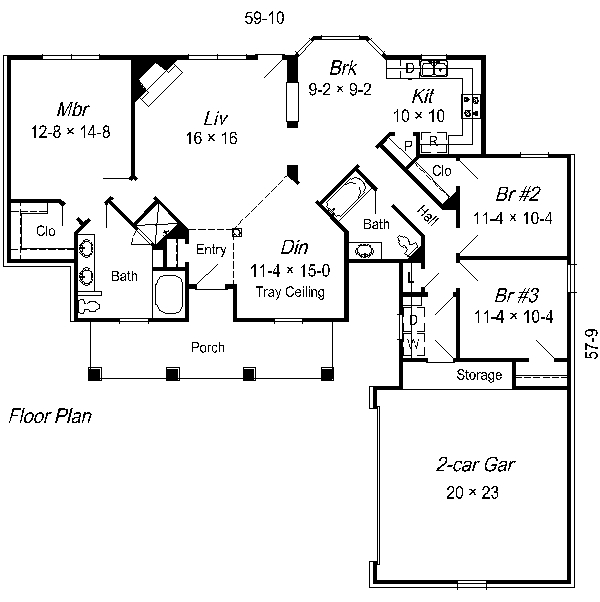 59-10
Mbr
12-8 × 14-8
Liv
16 × 16
Brk
9-2 × 9-2
D
Kit
10 × 10
R
P
Clo
Br #2
11-4 × 10-4
Hall
Bath
Clo
Entry
Din
11-4 × 15-0
Tray Ceiling
Bath
L
D
W
Br #3
11-4 × 10-4
57-9
Porch
Storage
Floor Plan
2-car Gar
20 × 23